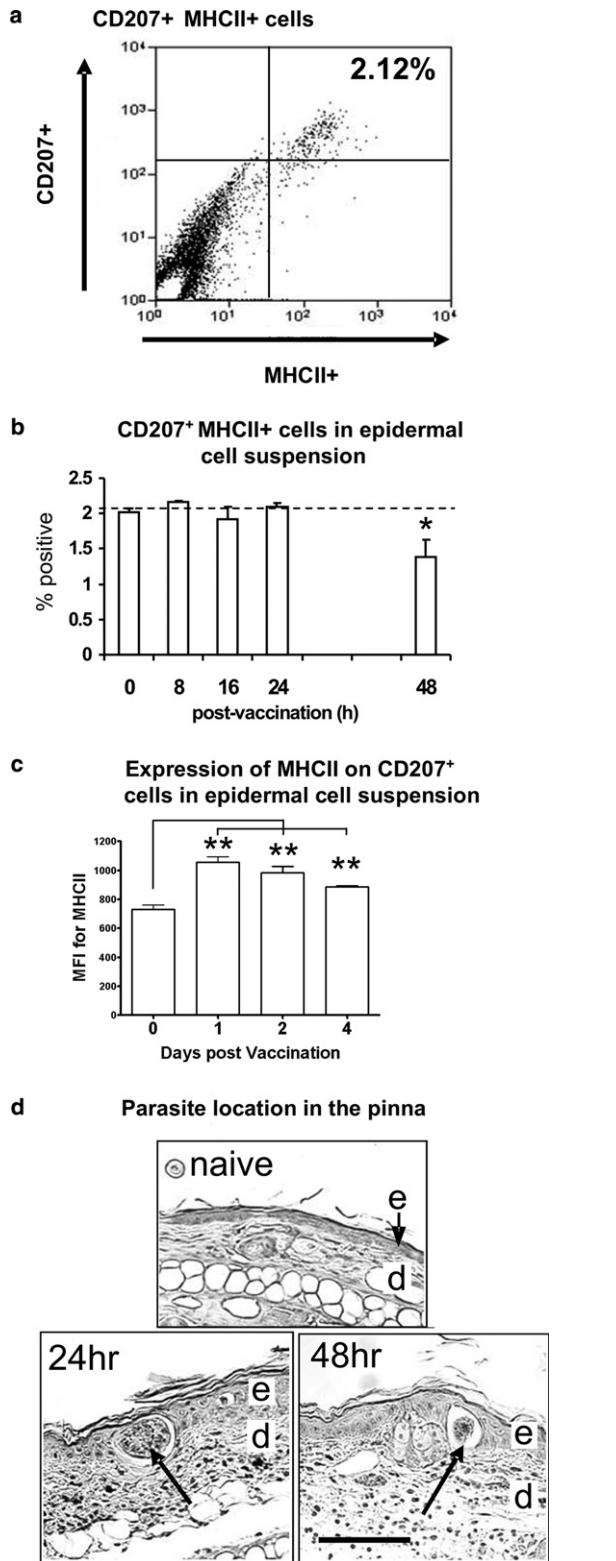 a
CD207+ MHCII+ cells
2.12%
CD207+
10⁴
10³
10²
10¹
10⁰
10⁰ 10¹ 10² 10³ 10⁴
MHCII+
b
CD207⁺ MHCII+ cells in epidermal
cell suspension
% positive
2.5
2
1.5
1
0.5
0
*
0 8 16 24 48
post-vaccination (h)
c
Expression of MHCII on CD207⁺
cells in epidermal cell suspension
MFI for MHCII
1200
1000
800
600
400
200
0
** ** **
0 1 2 4
Days post Vaccination
d
Parasite location in the pinna
naive
e
d
24hr
e
d
48hr
e
d